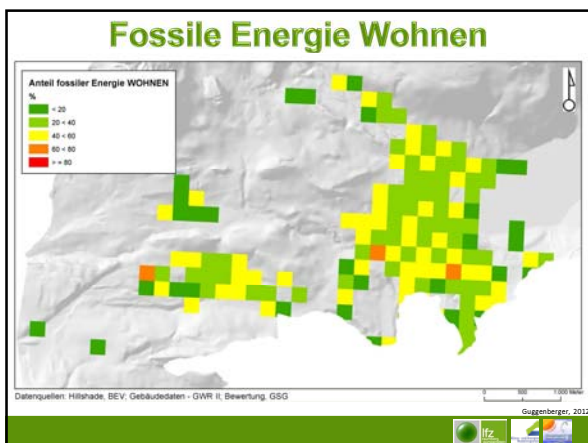 Fossile Energie Wohnen
Anteil fossiler Energie WOHNEN
%
< 20
20 < 40
40 < 60
60 < 80
> = 80
Datenquellen: Hillshade, BEV; Gebäudedaten - GWR II; Bewertung, GSG
0 500 1.000 Meter
Guggenberger, 2012
lfz